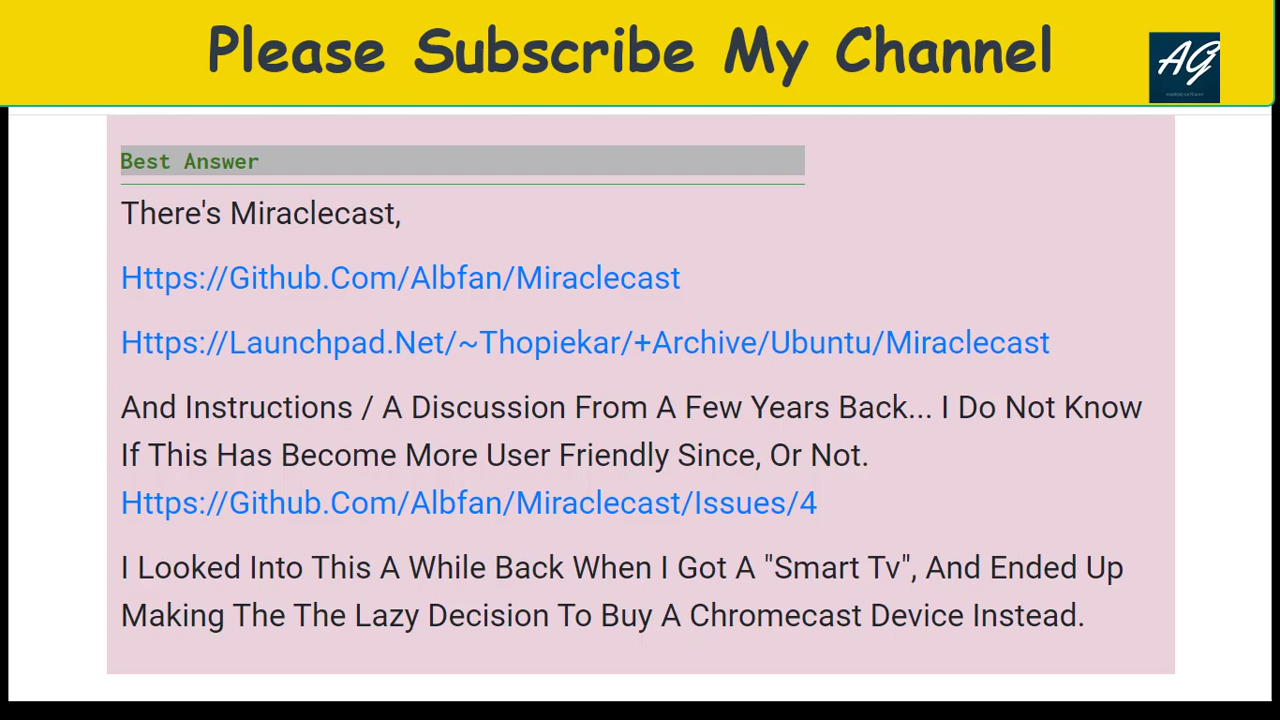 Please Subscribe My Channel
AG
Best Answer
There's Miraclecast,
Https://Github.Com/Albfan/Miraclecast
Https://Launchpad.Net/~Thopiekar/+Archive/Ubuntu/Miraclecast
And Instructions / A Discussion From A Few Years Back... I Do Not Know
If This Has Become More User Friendly Since, Or Not.
Https://Github.Com/Albfan/Miraclecast/Issues/4
I Looked Into This A While Back When I Got A "Smart Tv", And Ended Up
Making The The Lazy Decision To Buy A Chromecast Device Instead.